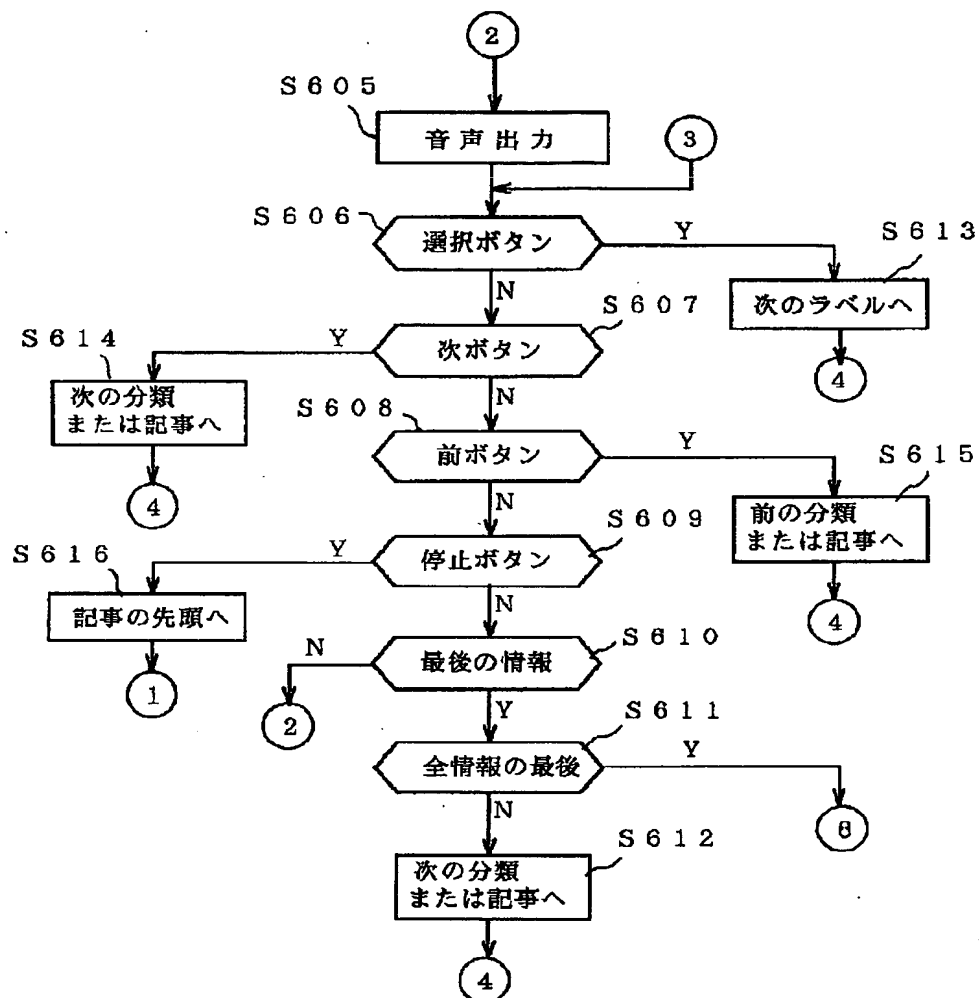 2
S605
音声出力
3
S606
選択ボタン
Y
S613
次のラベルへ
4
N
S607
次ボタン
Y
S614
次の分類
または記事へ
4
N
S608
前ボタン
Y
S615
前の分類
または記事へ
4
N
S609
停止ボタン
Y
S616
記事の先頭へ
1
N
S610
最後の情報
N
2
Y
S611
全情報の最後
Y
N
S612
次の分類
または記事へ
4